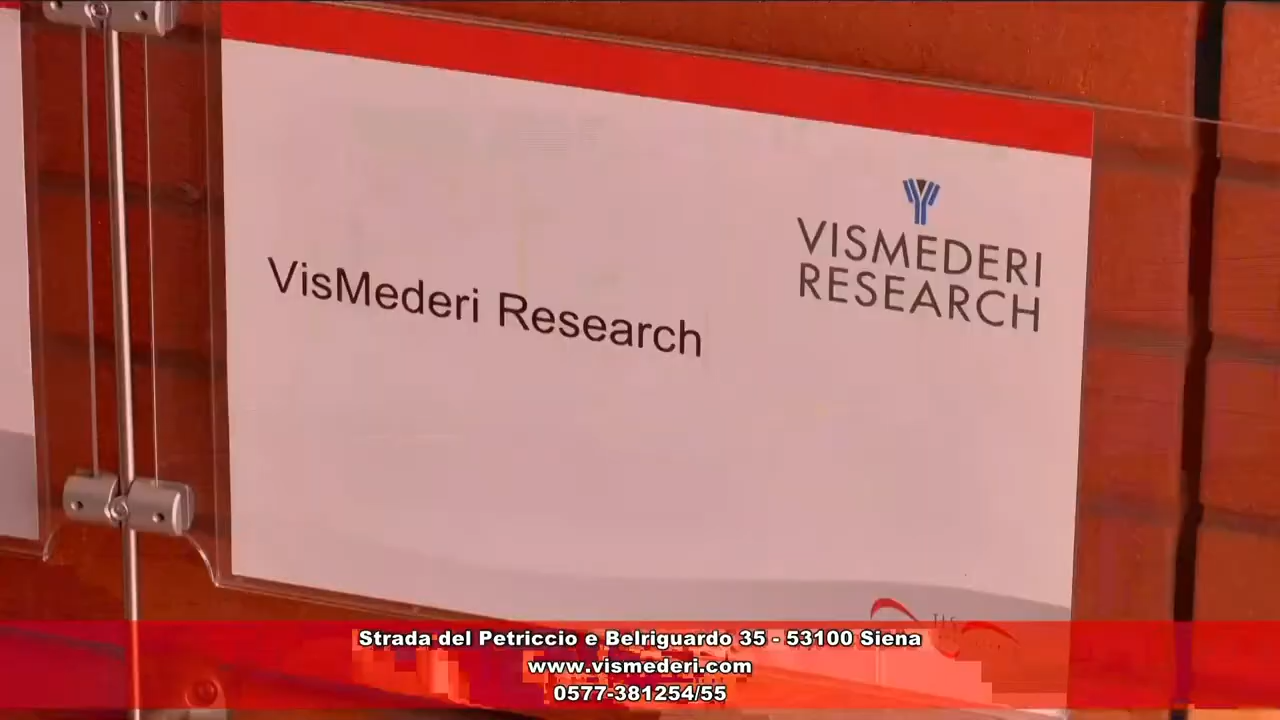 VisMederi Research
VISMEDERI
RESEARCH
Strada del Petriccio e Belriguardo 35 - 53100 Siena
www.vismederi.com
0577-381254/55